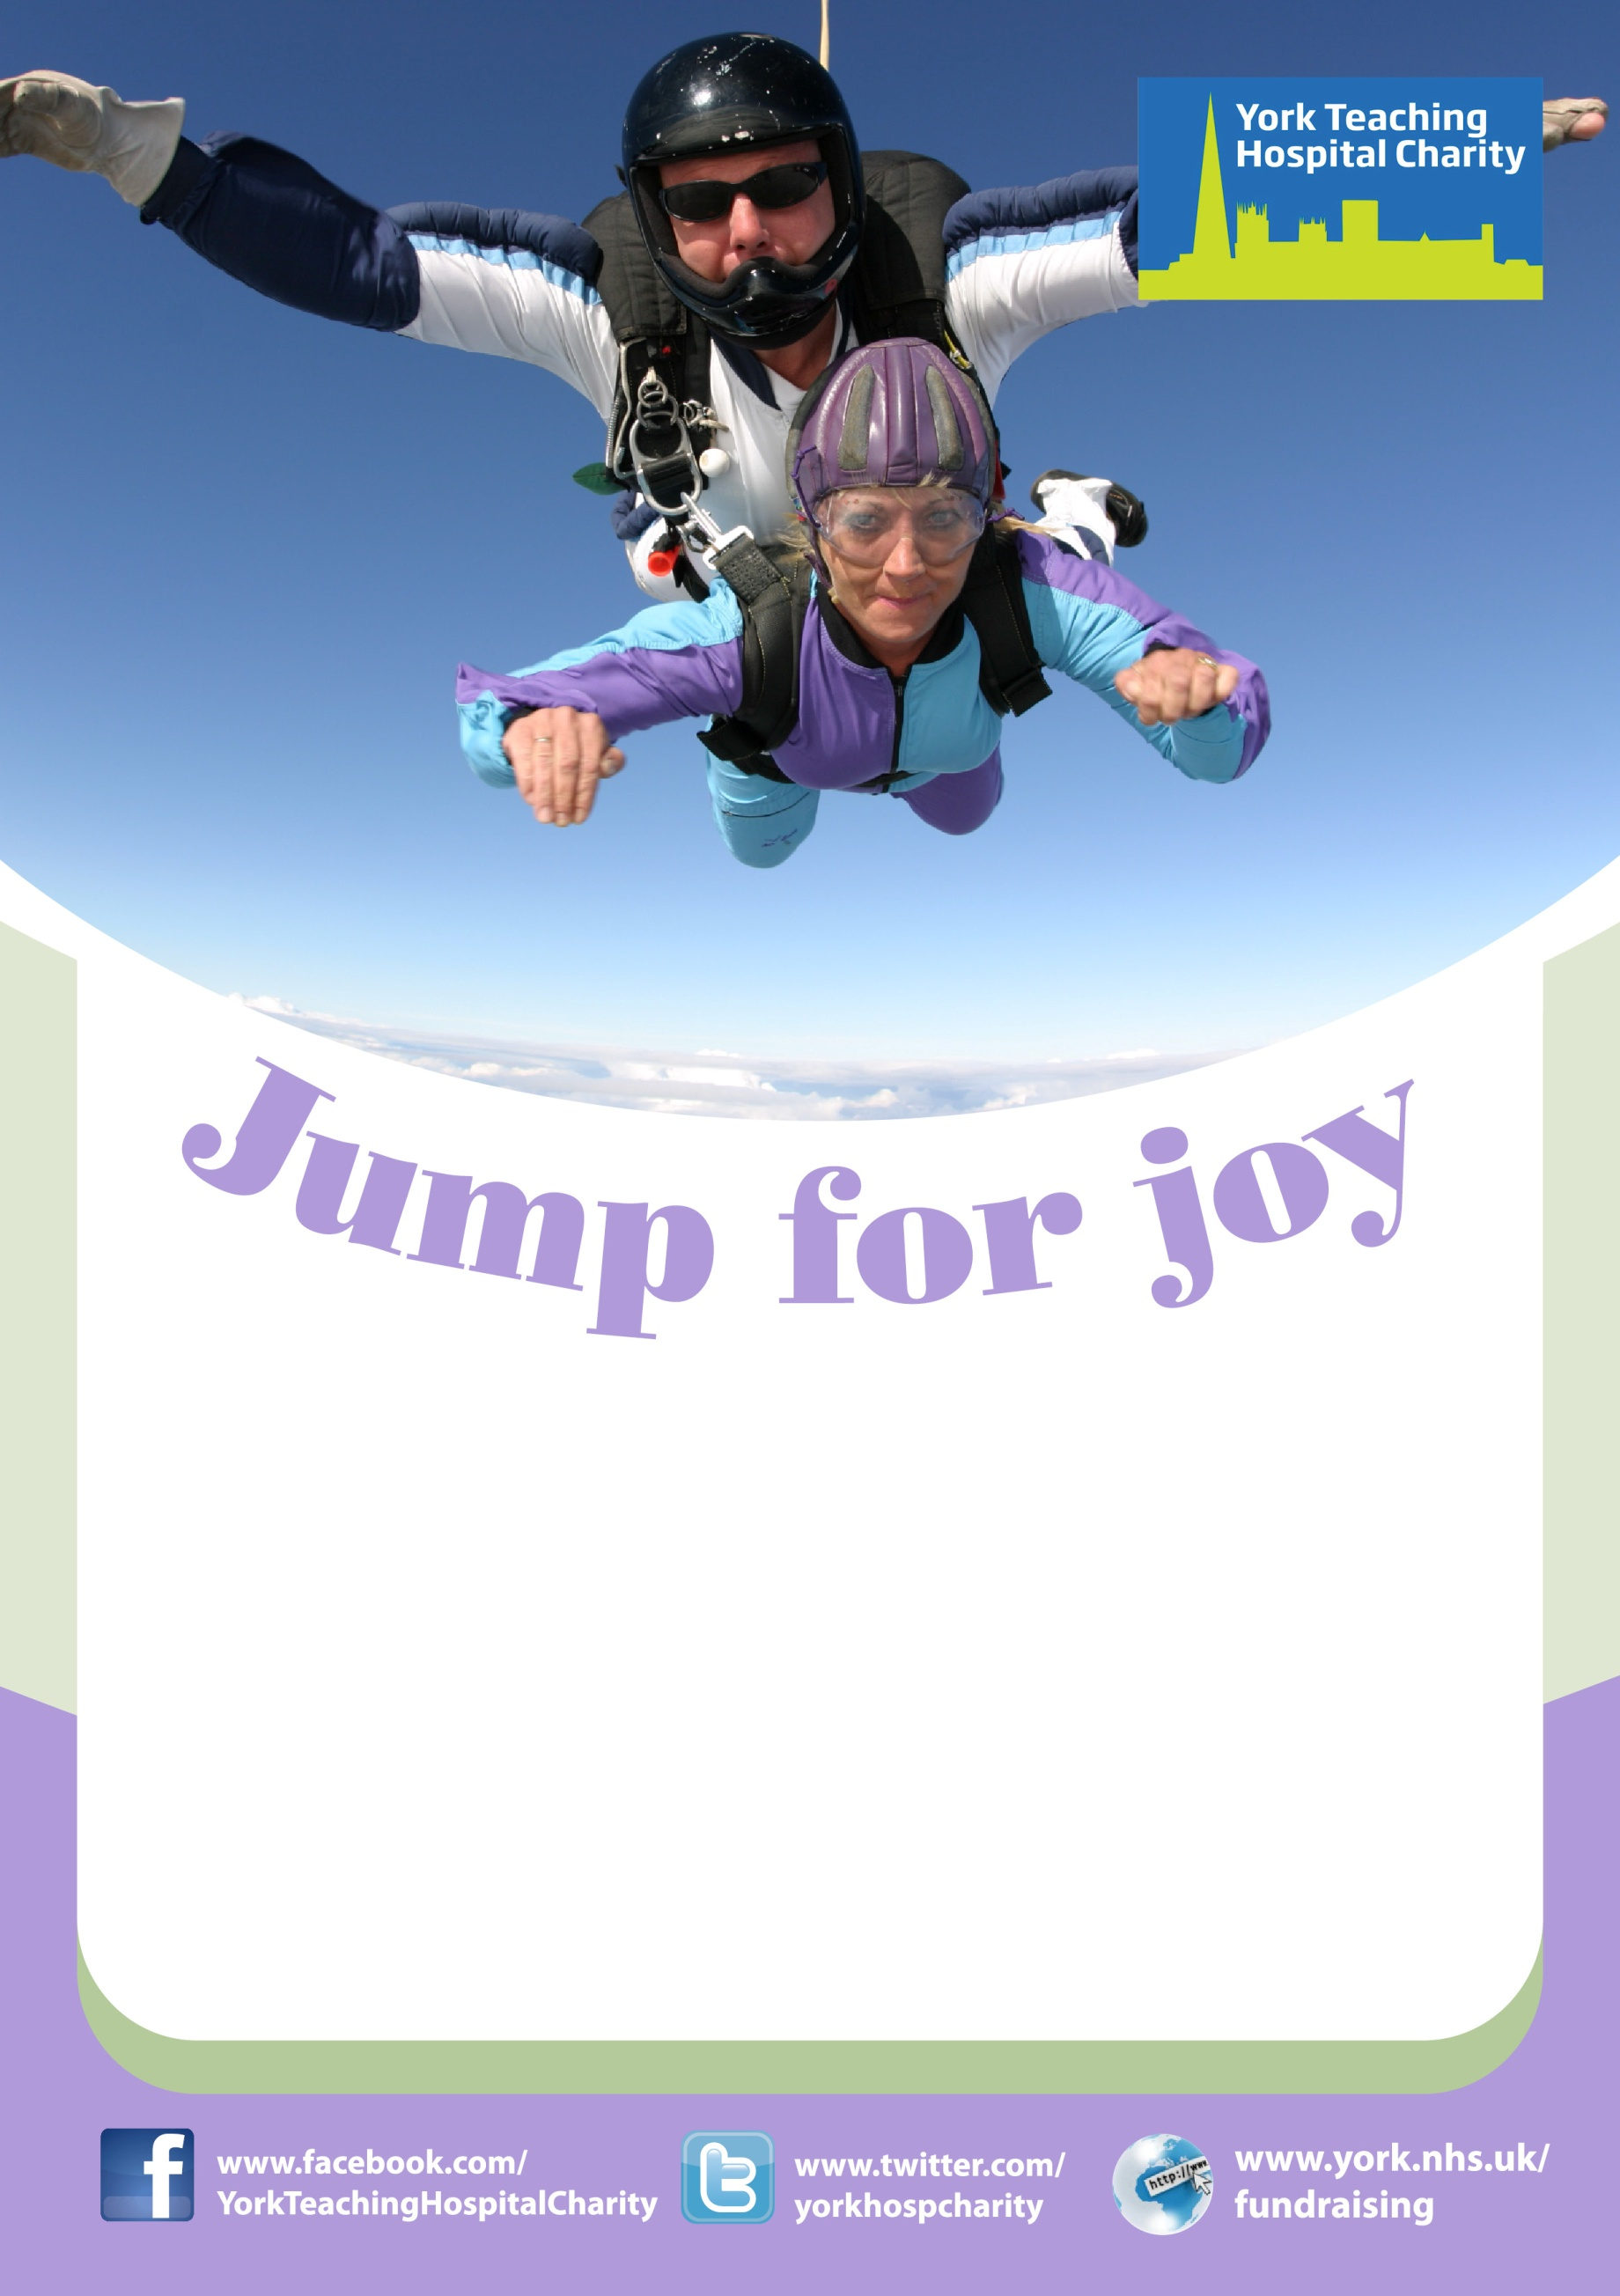 York Teaching
Hospital Charity
Jump for joy
www.facebook.com/
YorkTeachingHospitalCharity
www.twitter.com/
yorkhospcharity
http://www
www.york.nhs.uk/
fundraising